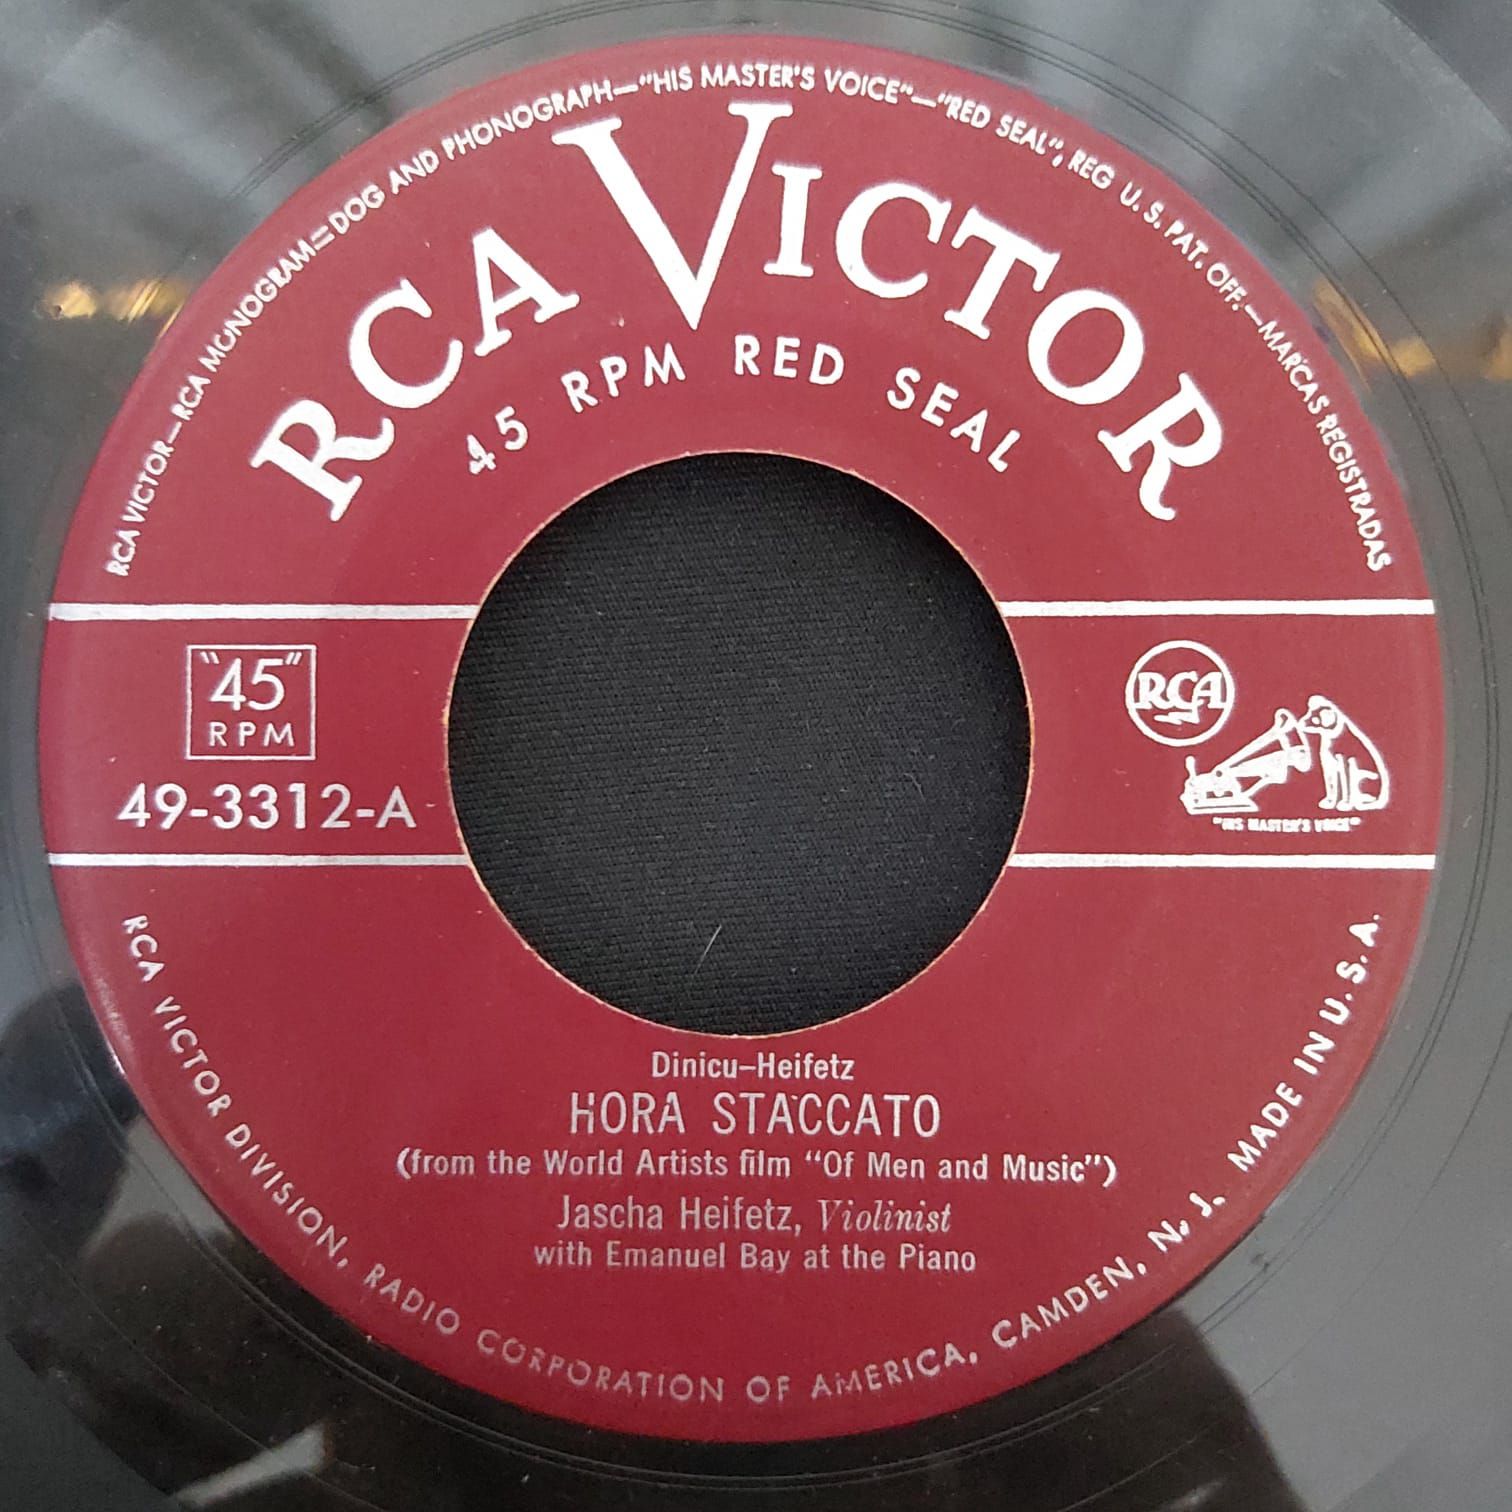 RCA VICTOR—RCA MONOGRAM—DOG AND PHONOGRAPH—"HIS MASTER'S VOICE"—"RED SEAL", REG U.S. PAT. OFF.—MARCAS REGISTRADAS
RCA VICTOR
45 RPM RED SEAL
"45"
RPM
49-3312-A
RCA
"HIS MASTER'S VOICE"
Dinicu–Heifetz
HORA STACCATO
(from the World Artists film "Of Men and Music")
Jascha Heifetz, Violinist
with Emanuel Bay at the Piano
RCA VICTOR DIVISION, RADIO CORPORATION OF AMERICA, CAMDEN, N. J. MADE IN U. S. A.